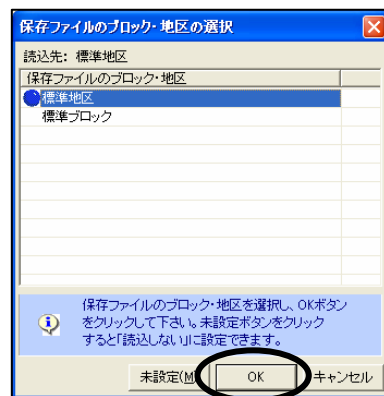 保存ファイルのブロック・地区の選択
読込先: 標準地区
保存ファイルのブロック・地区
標準地区
標準ブロック
保存ファイルのブロック・地区を選択し、OKボタン
をクリックして下さい。未設定ボタンをクリック
すると「読込しない」に設定できます。
未設定(M) OK キャンセル